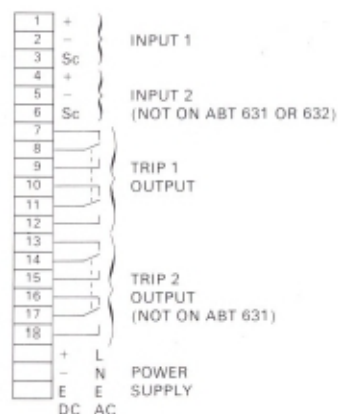 1 +
2 − INPUT 1
3 Sc
4 +
5 − INPUT 2
6 Sc (NOT ON ABT 631 OR 632)
7
8
9 TRIP 1
10 OUTPUT
11
12
13
14
15 TRIP 2
16 OUTPUT
17 (NOT ON ABT 631)
18
+ L
− N POWER
E E SUPPLY
DC AC